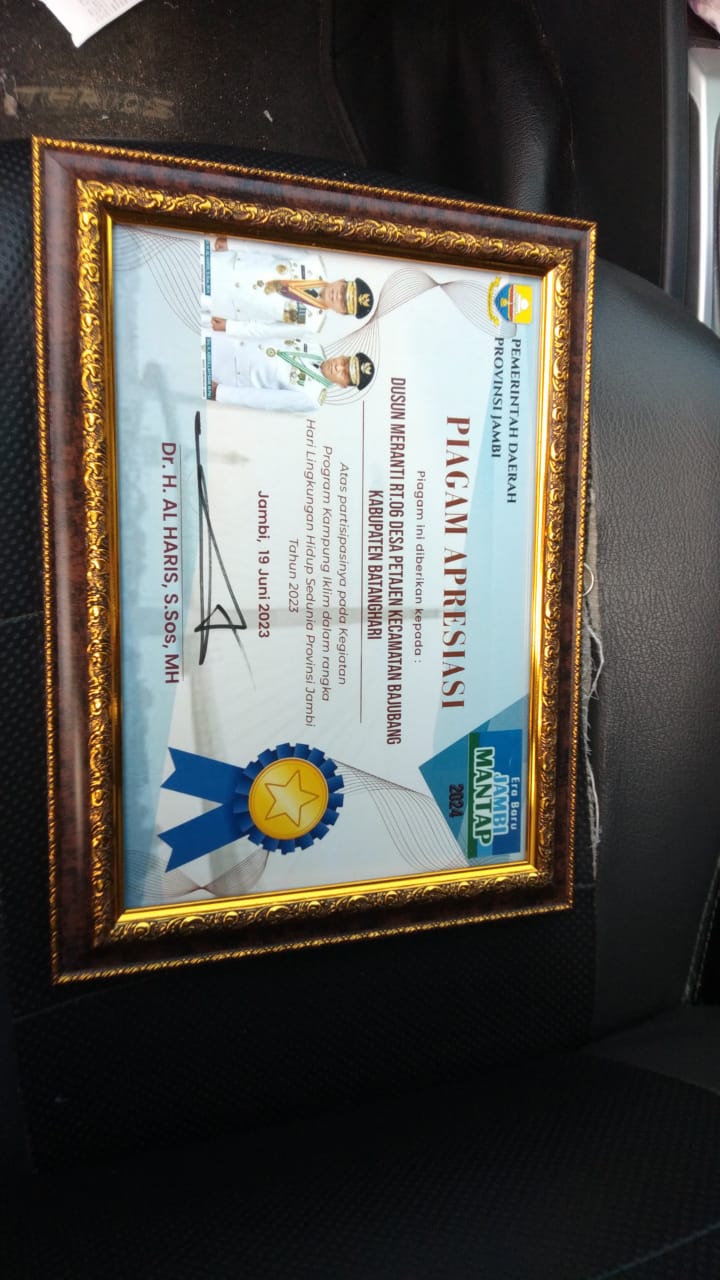 PEMERINTAH DAERAH
PROVINSI JAMBI
Era Baru
JAMBI
MANTAP
2024
PIAGAM APRESIASI
Piagam ini diberikan kepada :
DUSUN MERANTI RT.06 DESA PETAJEN KECAMATAN BAJUBANG
KABUPATEN BATANGHARI
Atas partisipasinya pada Kegiatan
Program Kampung Iklim dalam rangka
Hari Lingkungan Hidup Sedunia Provinsi Jambi
Tahun 2023
Jambi, 19 Juni 2023
Dr. H. AL HARIS, S.Sos, MH
TERIOS